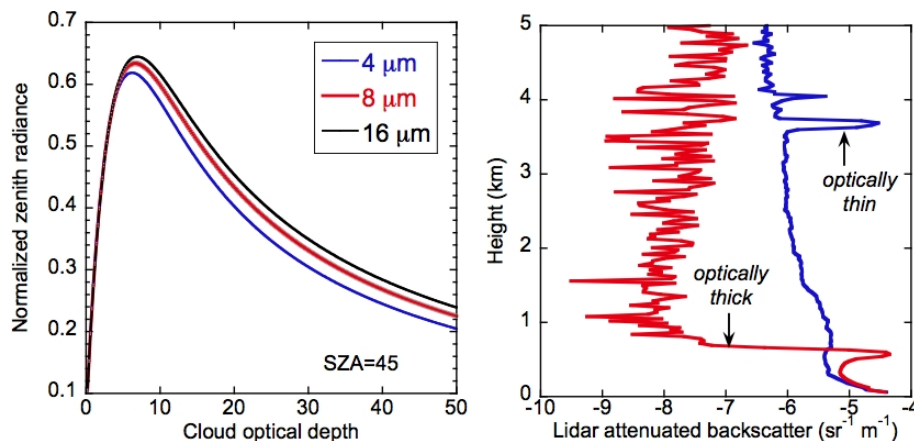 0.7
0.6
0.5
0.4
0.3
0.2
0.1
Normalized zenith radiance
4 μm
8 μm
16 μm
SZA=45
0 10 20 30 40 50
Cloud optical depth
5
4
3
2
1
0
Height (km)
optically
thin
optically
thick
-10 -9 -8 -7 -6 -5 -4
Lidar attenuated backscatter (sr⁻¹ m⁻¹)